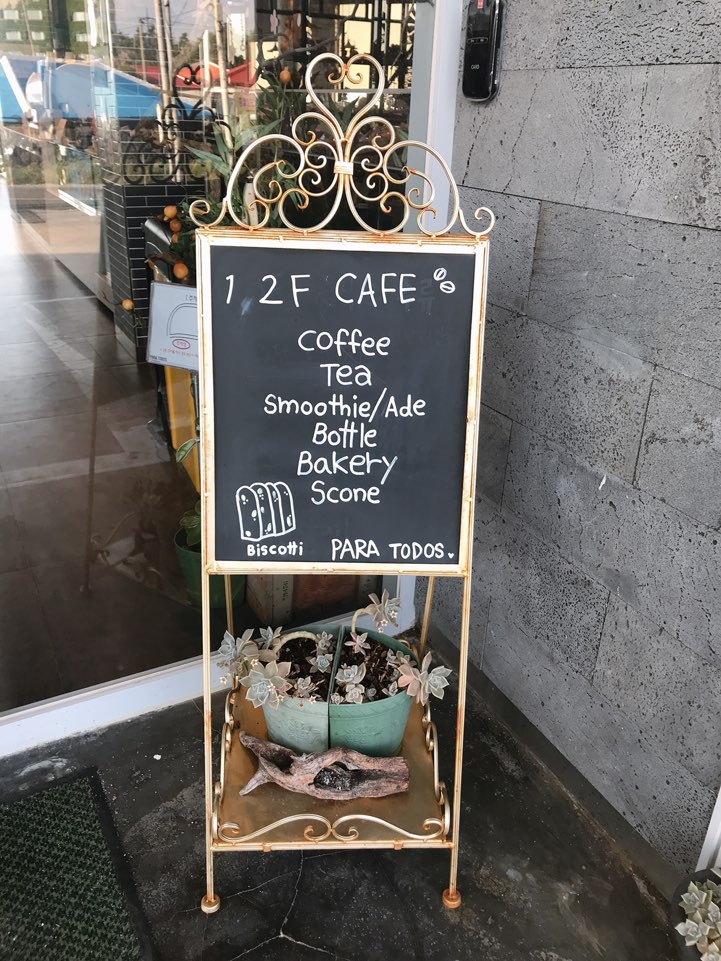 1 2F CAFE
Coffee
Tea
Smoothie/Ade
Bottle
Bakery
Scone
Biscotti
PARA TODOS.